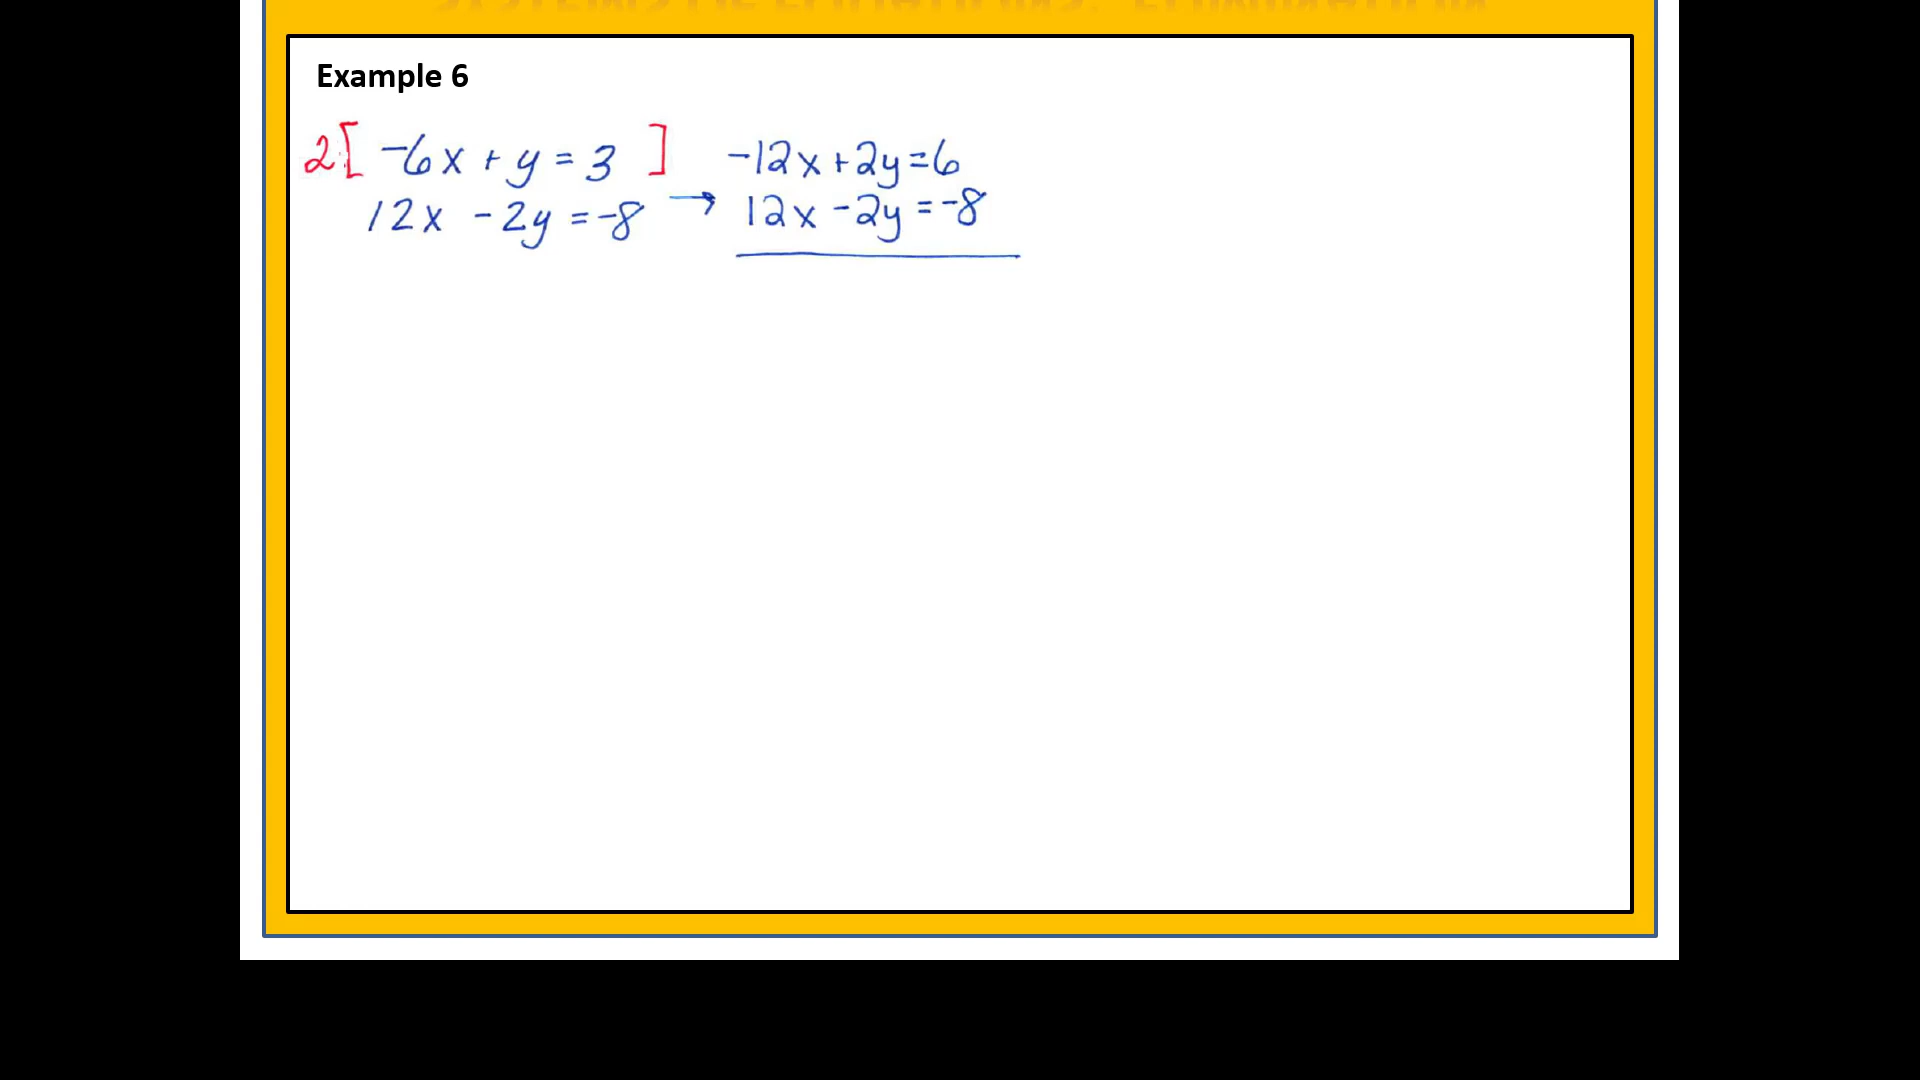 Example 6
2[ -6x + y = 3 ] -12x + 2y = 6
12x - 2y = -8 → 12x - 2y = -8